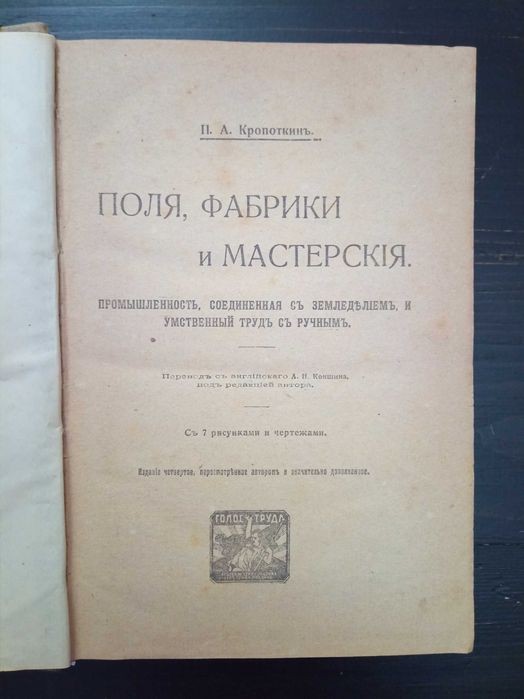 П. А. Кропоткинъ.
ПОЛЯ, ФАБРИКИ
и МАСТЕРСКІЯ.
ПРОМЫШЛЕННОСТЬ, СОЕДИНЕННАЯ СЪ ЗЕМЛЕДѢЛІЕМЪ, И
УМСТВЕННЫЙ ТРУДЪ СЪ РУЧНЫМЪ.
Переводъ съ англійскаго А. Н. Коншина,
подъ редакціей автора.
Съ 7 рисунками и чертежами.
Изданіе четвертое, пересмотрѣнное авторомъ и значительно дополненное.
ГОЛОС ТРУДА